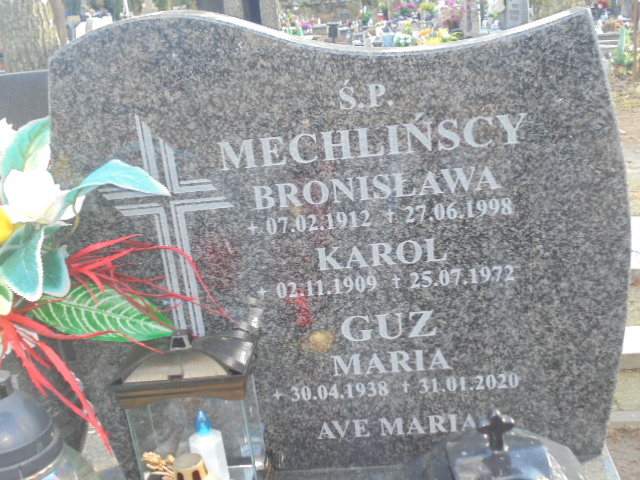 Ś.P.
MECHLIŃSCY
BRONISŁAWA
+ 07.02.1912 † 27.06.1998
KAROL
+ 02.11.1909 † 25.07.1972
GUZ
MARIA
+ 30.04.1938 † 31.01.2020
AVE MARIA